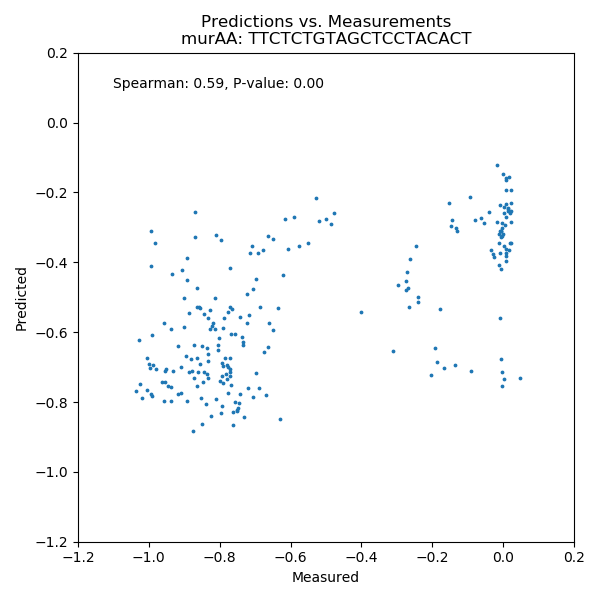 Predictions vs. Measurements
murAA: TTCTCTGTAGCTCCTACACT
Spearman: 0.59, P-value: 0.00
0.2
0.0
−0.2
−0.4
−0.6
−0.8
−1.0
−1.2
Predicted
−1.2 −1.0 −0.8 −0.6 −0.4 −0.2 0.0 0.2
Measured